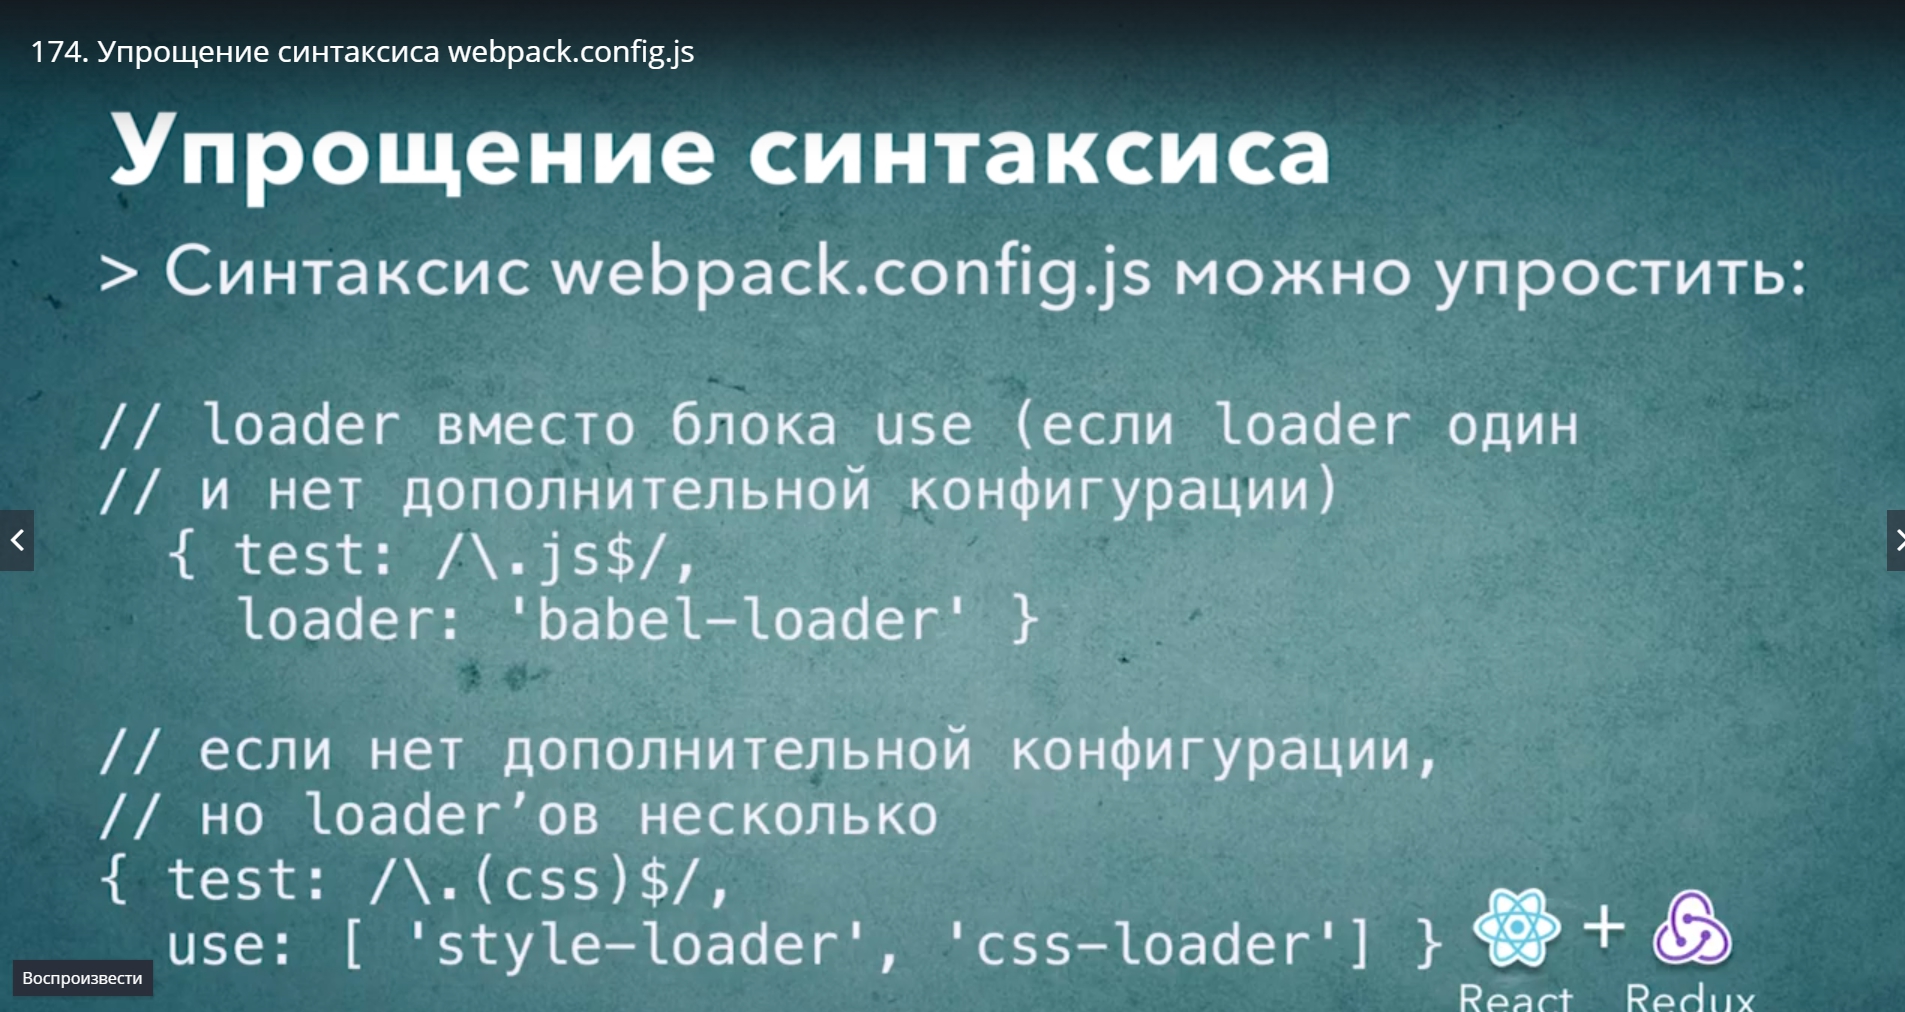 174. Упрощение синтаксиса webpack.config.js
Упрощение синтаксиса
> Синтаксис webpack.config.js можно упростить:
// loader вместо блока use (если loader один
// и нет дополнительной конфигурации)
{ test: /\.js$/,
loader: 'babel-loader' }
// если нет дополнительной конфигурации,
// но loader’ов несколько
{ test: /\.(css)$/,
use: [ 'style-loader', 'css-loader'] }
React + Redux
Воспроизвести